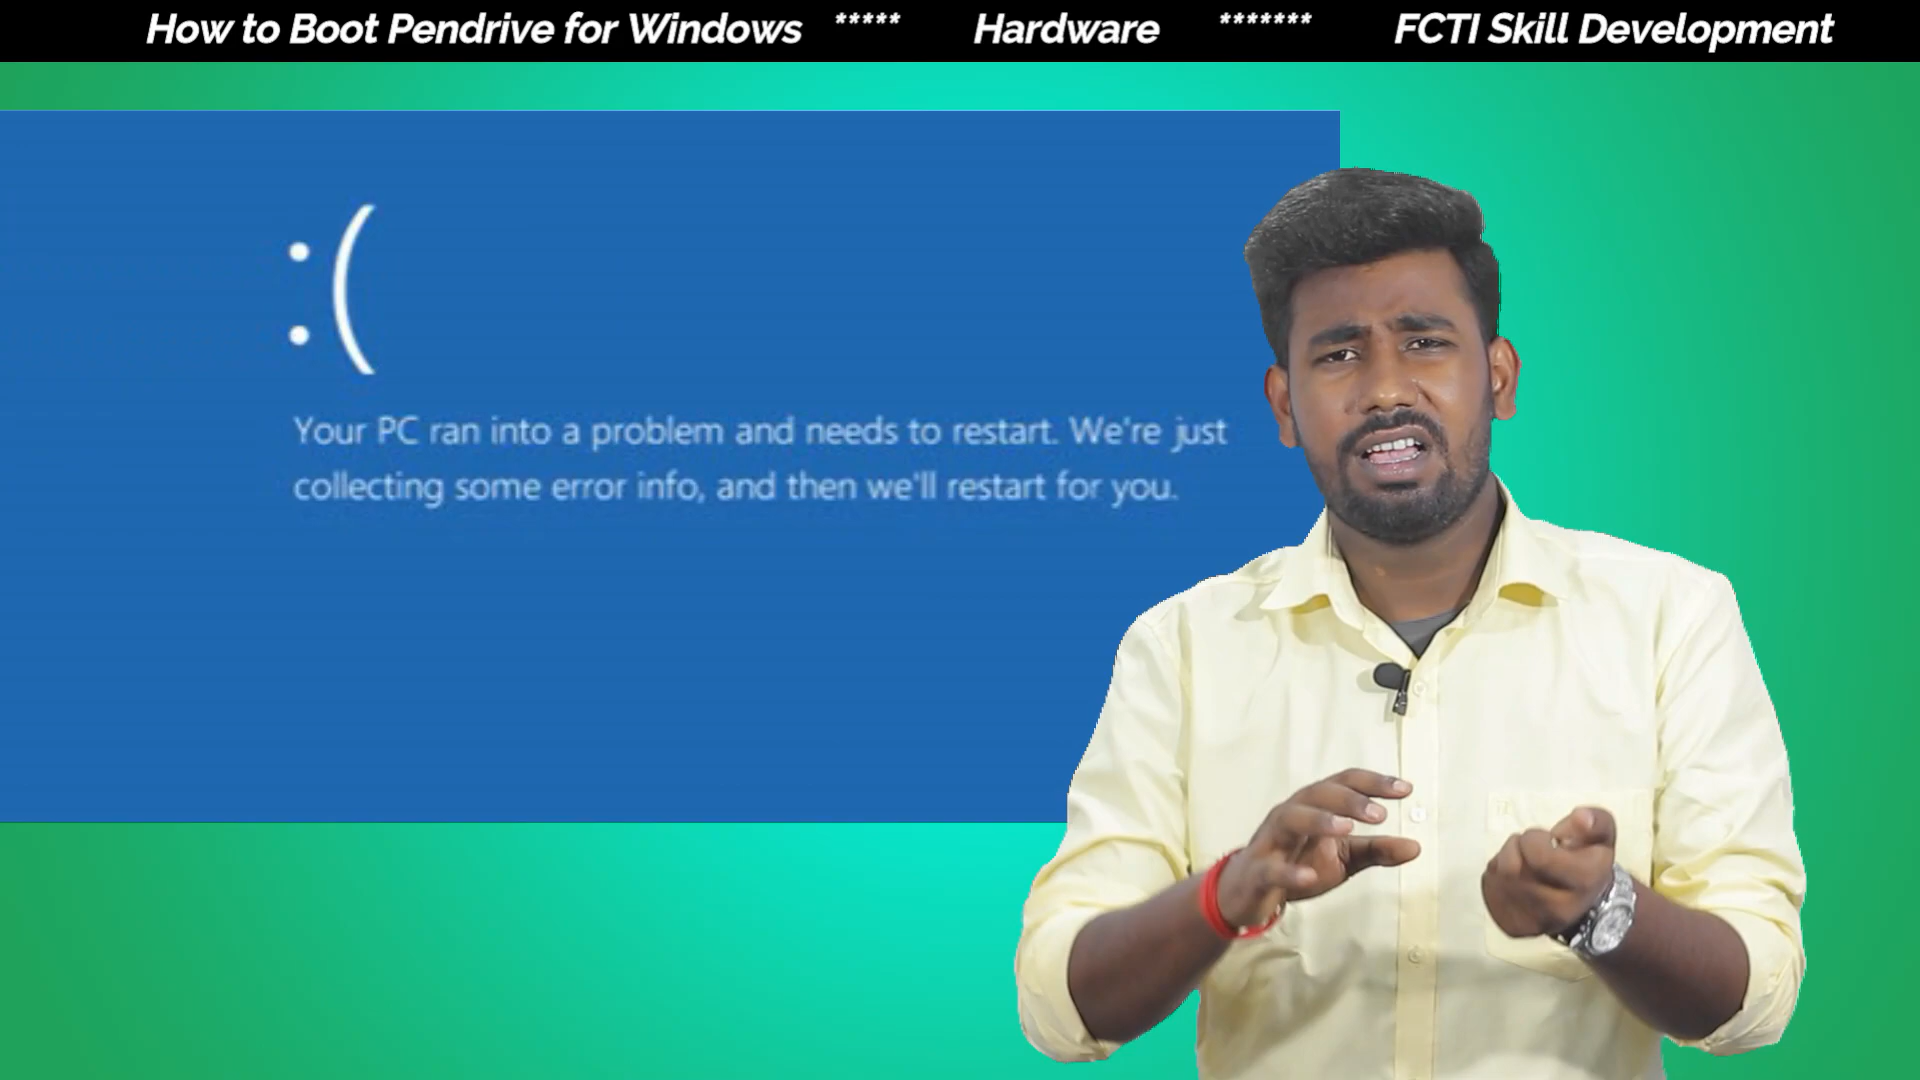 How to Boot Pendrive for Windows ***** Hardware ******* FCTI Skill Development
:(
Your PC ran into a problem and needs to restart. We're just
collecting some error info, and then we'll restart for you.